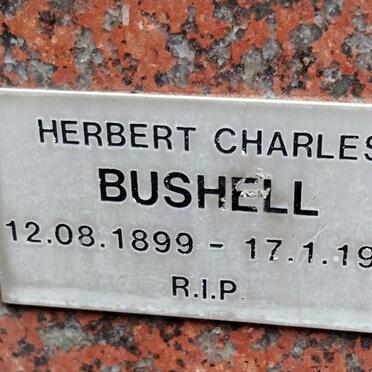 HERBERT CHARLES
BUSHELL
12.08.1899 - 17.1.19
R.I.P.